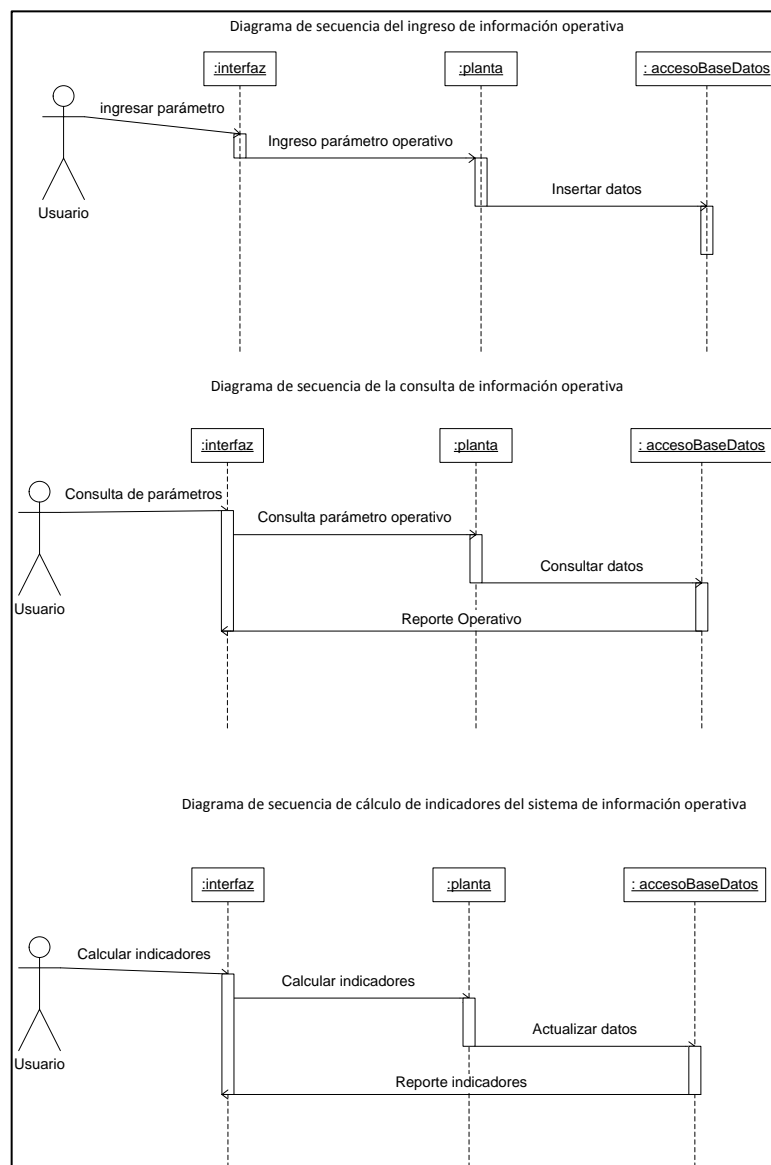 Diagrama de secuencia del ingreso de información operativa
:interfaz
:planta
: accesoBaseDatos
ingresar parámetro
Ingreso parámetro operativo
Insertar datos
Usuario
Diagrama de secuencia de la consulta de información operativa
:interfaz
:planta
: accesoBaseDatos
Consulta de parámetros
Consulta parámetro operativo
Consultar datos
Usuario
Reporte Operativo
Diagrama de secuencia de cálculo de indicadores del sistema de información operativa
:interfaz
:planta
: accesoBaseDatos
Calcular indicadores
Calcular indicadores
Actualizar datos
Usuario
Reporte indicadores